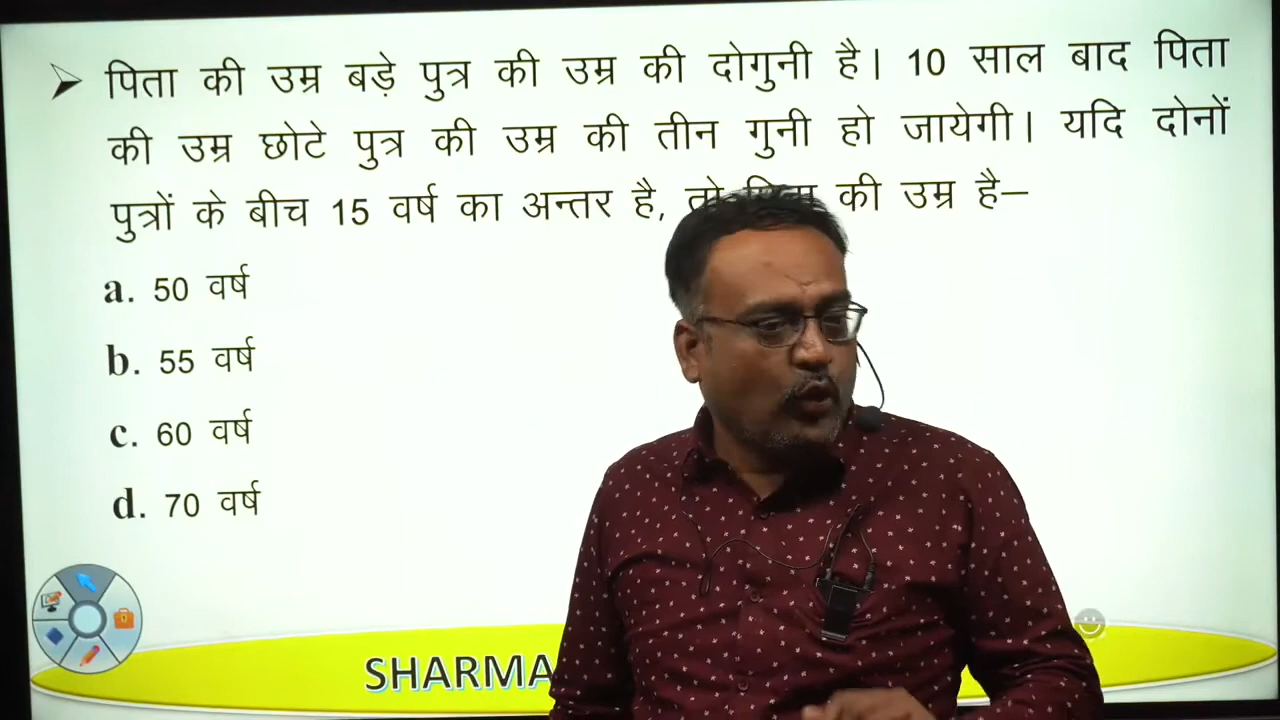 ➢ पिता की उम्र बड़े पुत्र की उम्र की दोगुनी है। 10 साल बाद पिता
की उम्र छोटे पुत्र की उम्र की तीन गुनी हो जायेगी। यदि दोनों
पुत्रों के बीच 15 वर्ष का अन्तर है, तो पिता की उम्र है–
a. 50 वर्ष
b. 55 वर्ष
c. 60 वर्ष
d. 70 वर्ष
SHARMA